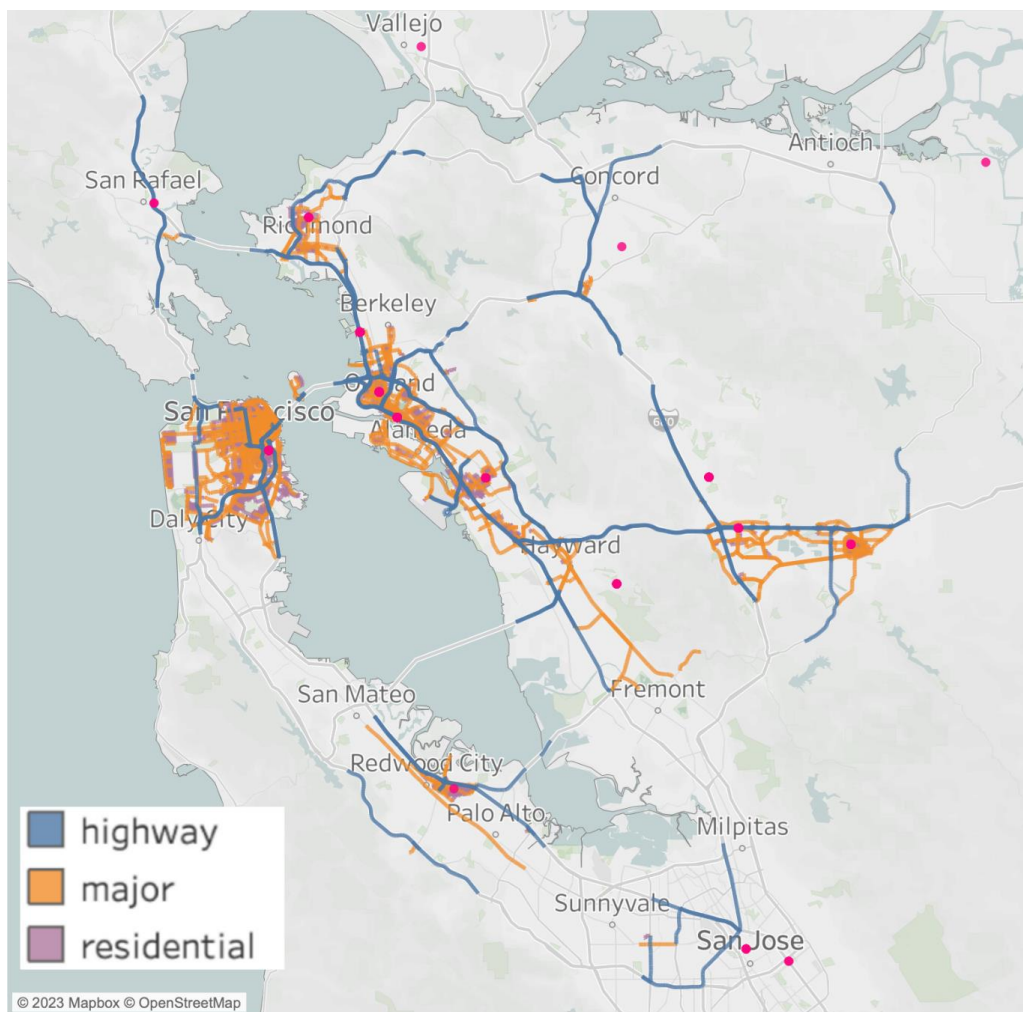 Vallejo
Antioch
San Rafael
Concord
Richmond
Berkeley
Oakland
San Francisco
Alameda
680
Daly City
Hayward
San Mateo
Fremont
Redwood City
Palo Alto
Milpitas
highway
major
residential
Sunnyvale
San Jose
© 2023 Mapbox © OpenStreetMap